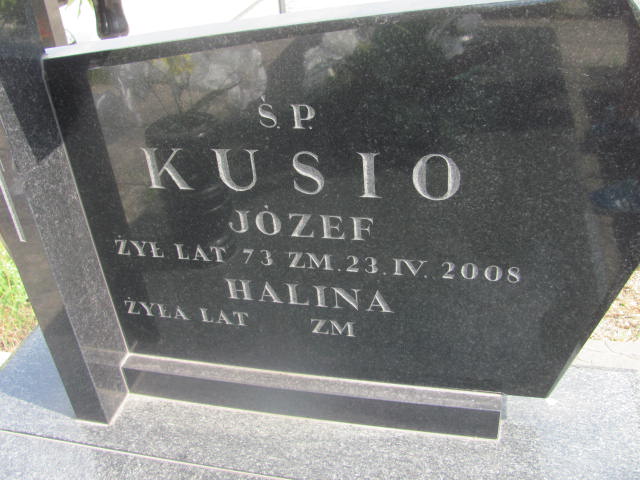 Ś.P.
KUSIO
JÓZEF
ŻYŁ LAT 73 ZM. 23. IV. 2008
HALINA
ŻYŁA LAT ZM